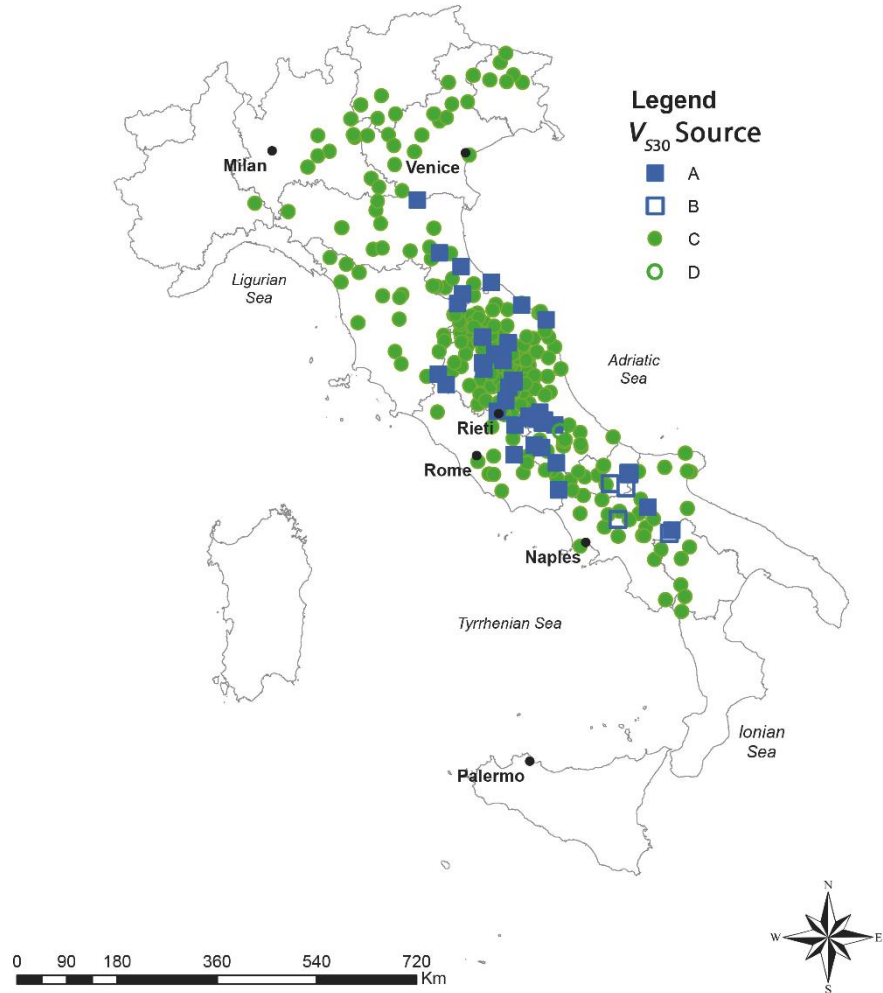 Legend
V_S30 Source
A
B
C
D
Milan
Venice
Ligurian
Sea
Adriatic
Sea
Rieti
Rome
Naples
Tyrrhenian Sea
Ionian
Sea
Palermo
N
W
E
S
0 90 180 360 540 720
Km